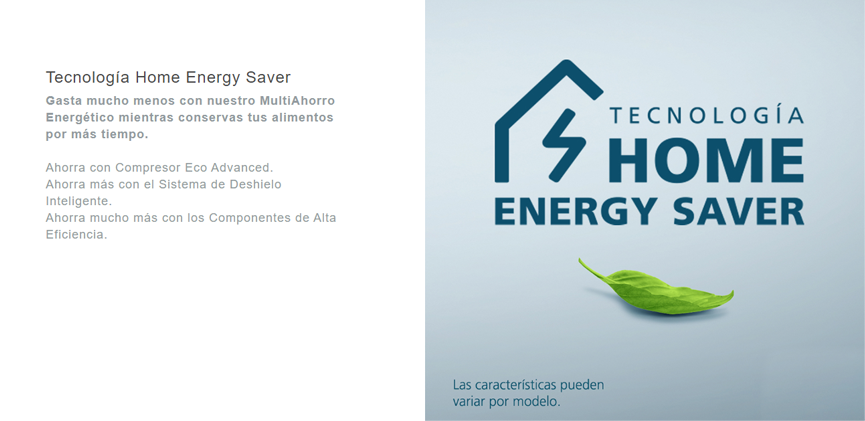 Tecnología Home Energy Saver
Gasta mucho menos con nuestro MultiAhorro
Energético mientras conservas tus alimentos
por más tiempo.
Ahorra con Compresor Eco Advanced.
Ahorra más con el Sistema de Deshielo
Inteligente.
Ahorra mucho más con los Componentes de Alta
Eficiencia.
TECNOLOGÍA
HOME
ENERGY SAVER
Las características pueden
variar por modelo.